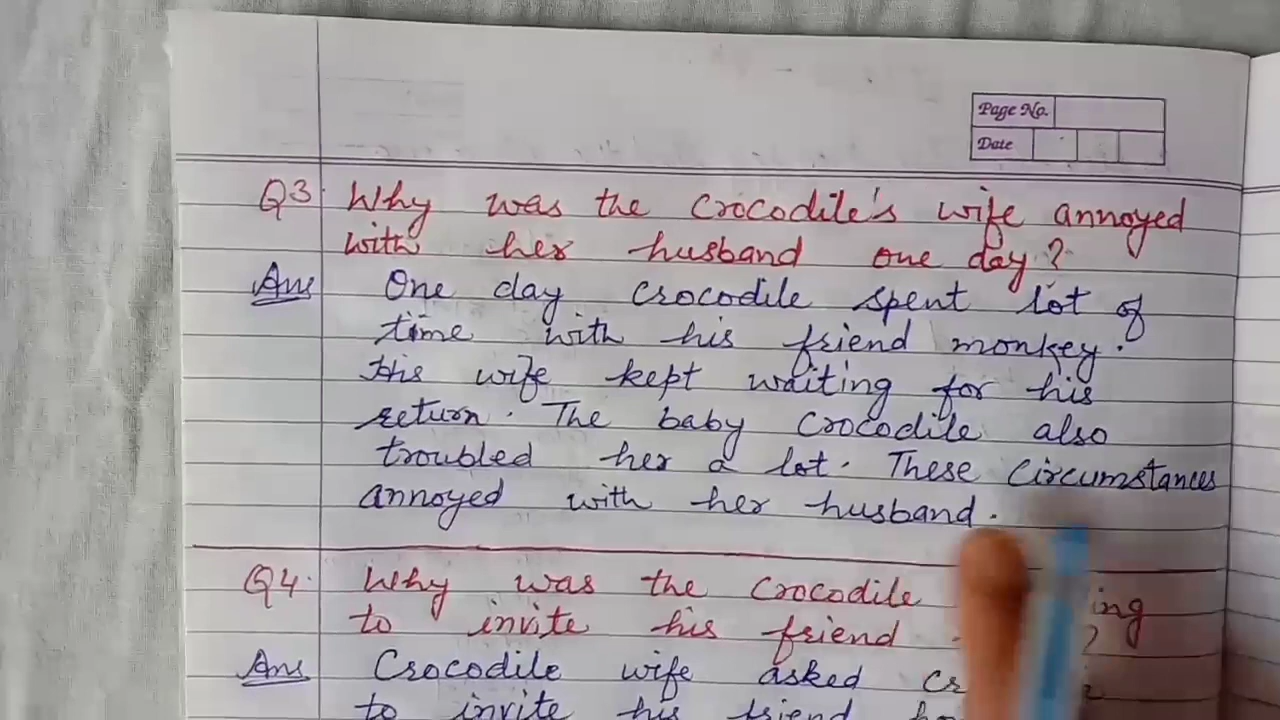 Page No.
Date
Q3. Why was the Crocodile's wife annoyed
with her husband one day?
Ans One day crocodile spent lot of
time with his friend monkey.
His wife kept waiting for his
return. The baby Crocodile also
troubled her a lot. These Circumstances
annoyed with her husband.
Q4. Why was the Crocodile ing
to invite his friend ?
Ans Crocodile wife asked cr
to invite his friend